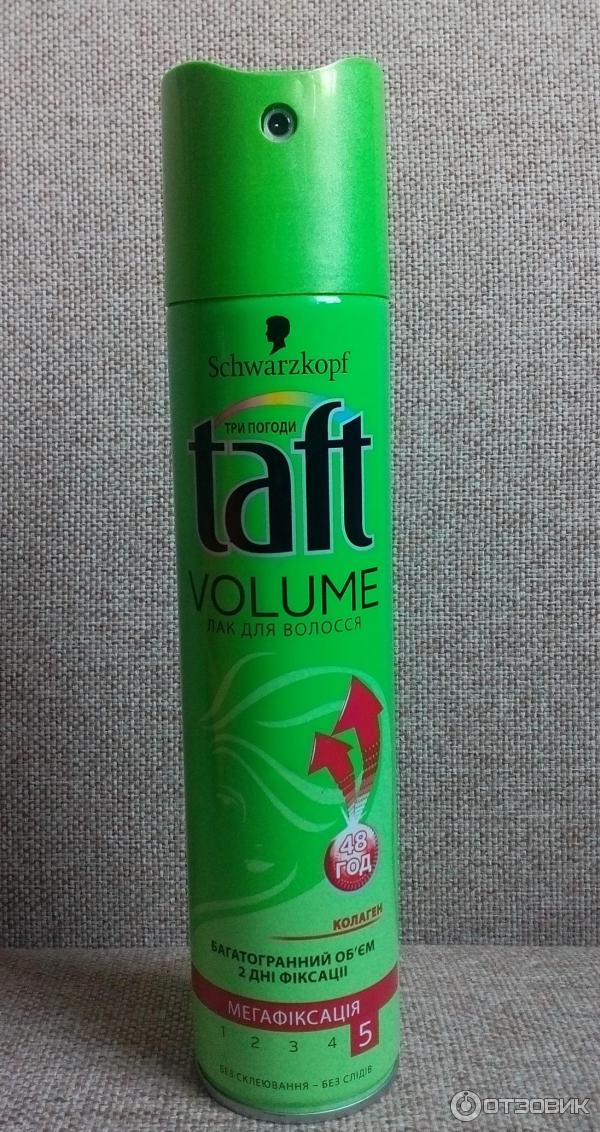 Schwarzkopf
ТРИ ПОГОДИ
taft
VOLUME
ЛАК ДЛЯ ВОЛОССЯ
48
ГОД
КОЛАГЕН
БАГАТОГРАННИЙ ОБ'ЄМ
2 ДНІ ФІКСАЦІЇ
МЕГАФІКСАЦІЯ
1 2 3 4 5
БЕЗ СКЛЕЮВАННЯ – БЕЗ СЛІДІВ
ОТЗОВИК